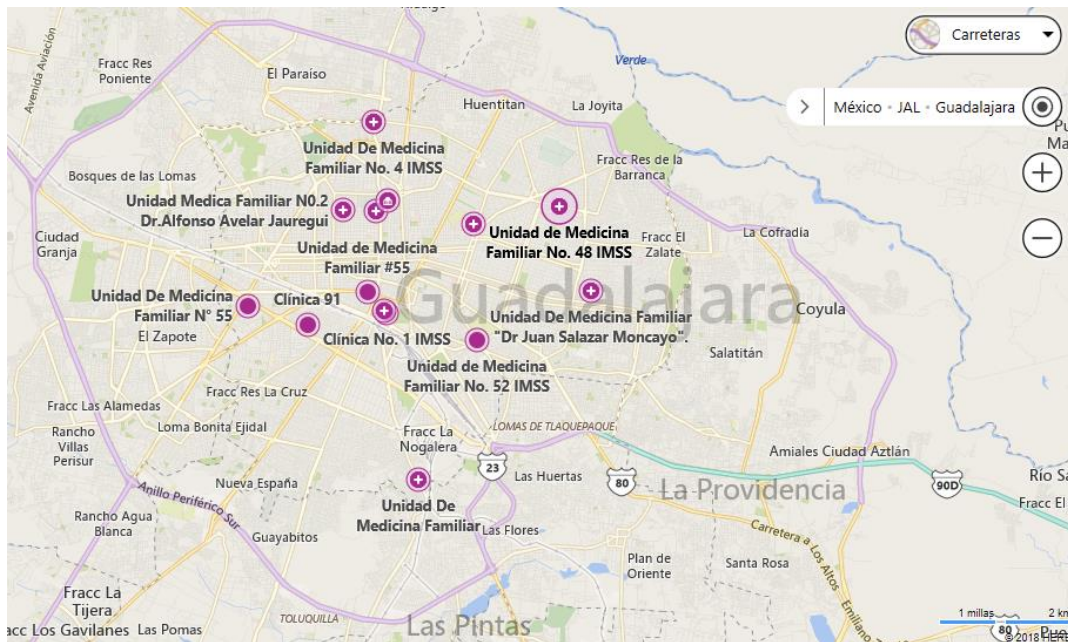 Hidalgo
Carreteras
Avenida Aviación
Fracc Res
Poniente
El Paraíso
Verde
Huentitan
La Joyita
México • JAL • Guadalajara
Unidad De Medicina
Familiar No. 4 IMSS
Fracc Res de la
Barranca
Bosques de las Lomas
Unidad Medica Familiar N0.2
Dr.Alfonso Avelar Jauregui
Unidad de Medicina
Familiar No. 48 IMSS
Ciudad
Granja
Fracc El
Zalate
La Cofradía
Unidad de Medicina
Familiar #55
Guadalajara
Unidad De Medicina
Familiar N° 55
Clínica 91
El Zapote
Clínica No. 1 IMSS
Unidad De Medicina Familiar
"Dr Juan Salazar Moncayo".
Coyula
Salatitán
Unidad de Medicina
Familiar No. 52 IMSS
Fracc Res La Cruz
Fracc Las Alamedas
Loma Bonita Ejidal
Rancho
Villas
Perisur
Fracc La
Nogalera
LOMAS DE TLAQUEPAQUE
23
Las Huertas
80
Amiales Ciudad Aztlán
90D
Nueva España
Anillo Periférico Sur
La Providencia
Fracc El
Unidad De
Medicina Familiar
Las Flores
Rancho Agua
Blanca
Guayabitos
Carretera a Los Altos
Plan de
Oriente
Santa Rosa
Fracc La
Tijera
TOLUQUILLA
Las Pomas
Las Pintas
1 millas
80